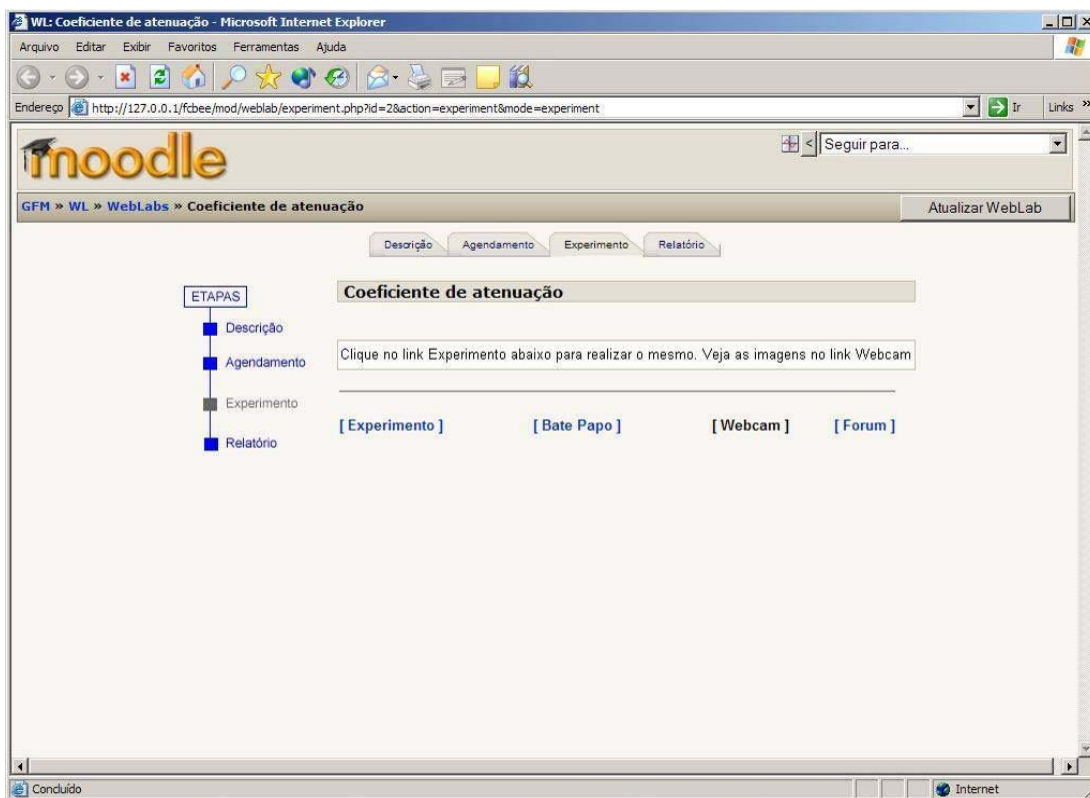 WL: Coeficiente de atenuação - Microsoft Internet Explorer
Arquivo Editar Exibir Favoritos Ferramentas Ajuda
Endereço http://127.0.0.1/fcbee/mod/weblab/experiment.php?id=2&action=experiment&mode=experiment Ir Links »
moodle
< Seguir para...
GFM » WL » WebLabs » Coeficiente de atenuação Atualizar WebLab
Descrição Agendamento Experimento Relatório
ETAPAS
Descrição
Agendamento
Experimento
Relatório
Coeficiente de atenuação
Clique no link Experimento abaixo para realizar o mesmo. Veja as imagens no link Webcam
[ Experimento ] [ Bate Papo ] [ Webcam ] [ Forum ]
Concluído Internet